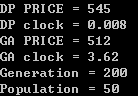 DP PRICE = 545
DP clock = 0.008
GA PRICE = 512
GA clock = 3.62
Generation = 200
Population = 50